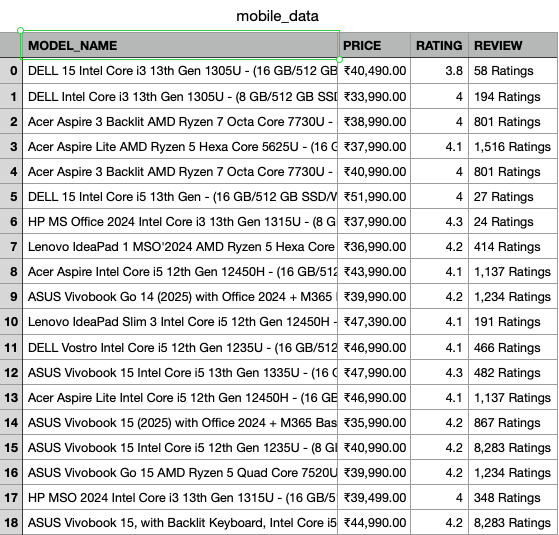 mobile_data
MODEL_NAME PRICE RATING REVIEW
0 DELL 15 Intel Core i3 13th Gen 1305U - (16 GB/512 GB ₹40,490.00 3.8 58 Ratings
1 DELL Intel Core i3 13th Gen 1305U - (8 GB/512 GB SSD ₹33,990.00 4 194 Ratings
2 Acer Aspire 3 Backlit AMD Ryzen 7 Octa Core 7730U - ₹38,990.00 4 801 Ratings
3 Acer Aspire Lite AMD Ryzen 5 Hexa Core 5625U - (16 G ₹37,990.00 4.1 1,516 Ratings
4 Acer Aspire 3 Backlit AMD Ryzen 7 Octa Core 7730U - ₹40,990.00 4 801 Ratings
5 DELL 15 Intel Core i5 13th Gen - (16 GB/512 GB SSD/W ₹51,990.00 4 27 Ratings
6 HP MS Office 2024 Intel Core i3 13th Gen 1315U - (8 G ₹37,990.00 4.3 24 Ratings
7 Lenovo IdeaPad 1 MSO'2024 AMD Ryzen 5 Hexa Core ₹36,990.00 4.2 414 Ratings
8 Acer Aspire Intel Core i5 12th Gen 12450H - (16 GB/512 ₹43,990.00 4.1 1,137 Ratings
9 ASUS Vivobook Go 14 (2025) with Office 2024 + M365 ₹39,990.00 4.2 1,234 Ratings
10 Lenovo IdeaPad Slim 3 Intel Core i5 12th Gen 12450H - ₹47,390.00 4.1 191 Ratings
11 DELL Vostro Intel Core i5 12th Gen 1235U - (16 GB/512 ₹46,990.00 4.1 466 Ratings
12 ASUS Vivobook 15 Intel Core i5 13th Gen 1335U - (16 G ₹47,990.00 4.3 482 Ratings
13 Acer Aspire Lite Intel Core i5 12th Gen 12450H - (16 GB ₹46,990.00 4.1 1,137 Ratings
14 ASUS Vivobook 15 (2025) with Office 2024 + M365 Bas ₹35,990.00 4.2 867 Ratings
15 ASUS Vivobook 15 Intel Core i5 12th Gen 1235U - (8 GB ₹40,990.00 4.2 8,283 Ratings
16 ASUS Vivobook Go 15 AMD Ryzen 5 Quad Core 7520U ₹39,990.00 4.2 1,234 Ratings
17 HP MSO 2024 Intel Core i3 13th Gen 1315U - (16 GB/5 ₹39,499.00 4 348 Ratings
18 ASUS Vivobook 15, with Backlit Keyboard, Intel Core i5 ₹44,990.00 4.2 8,283 Ratings